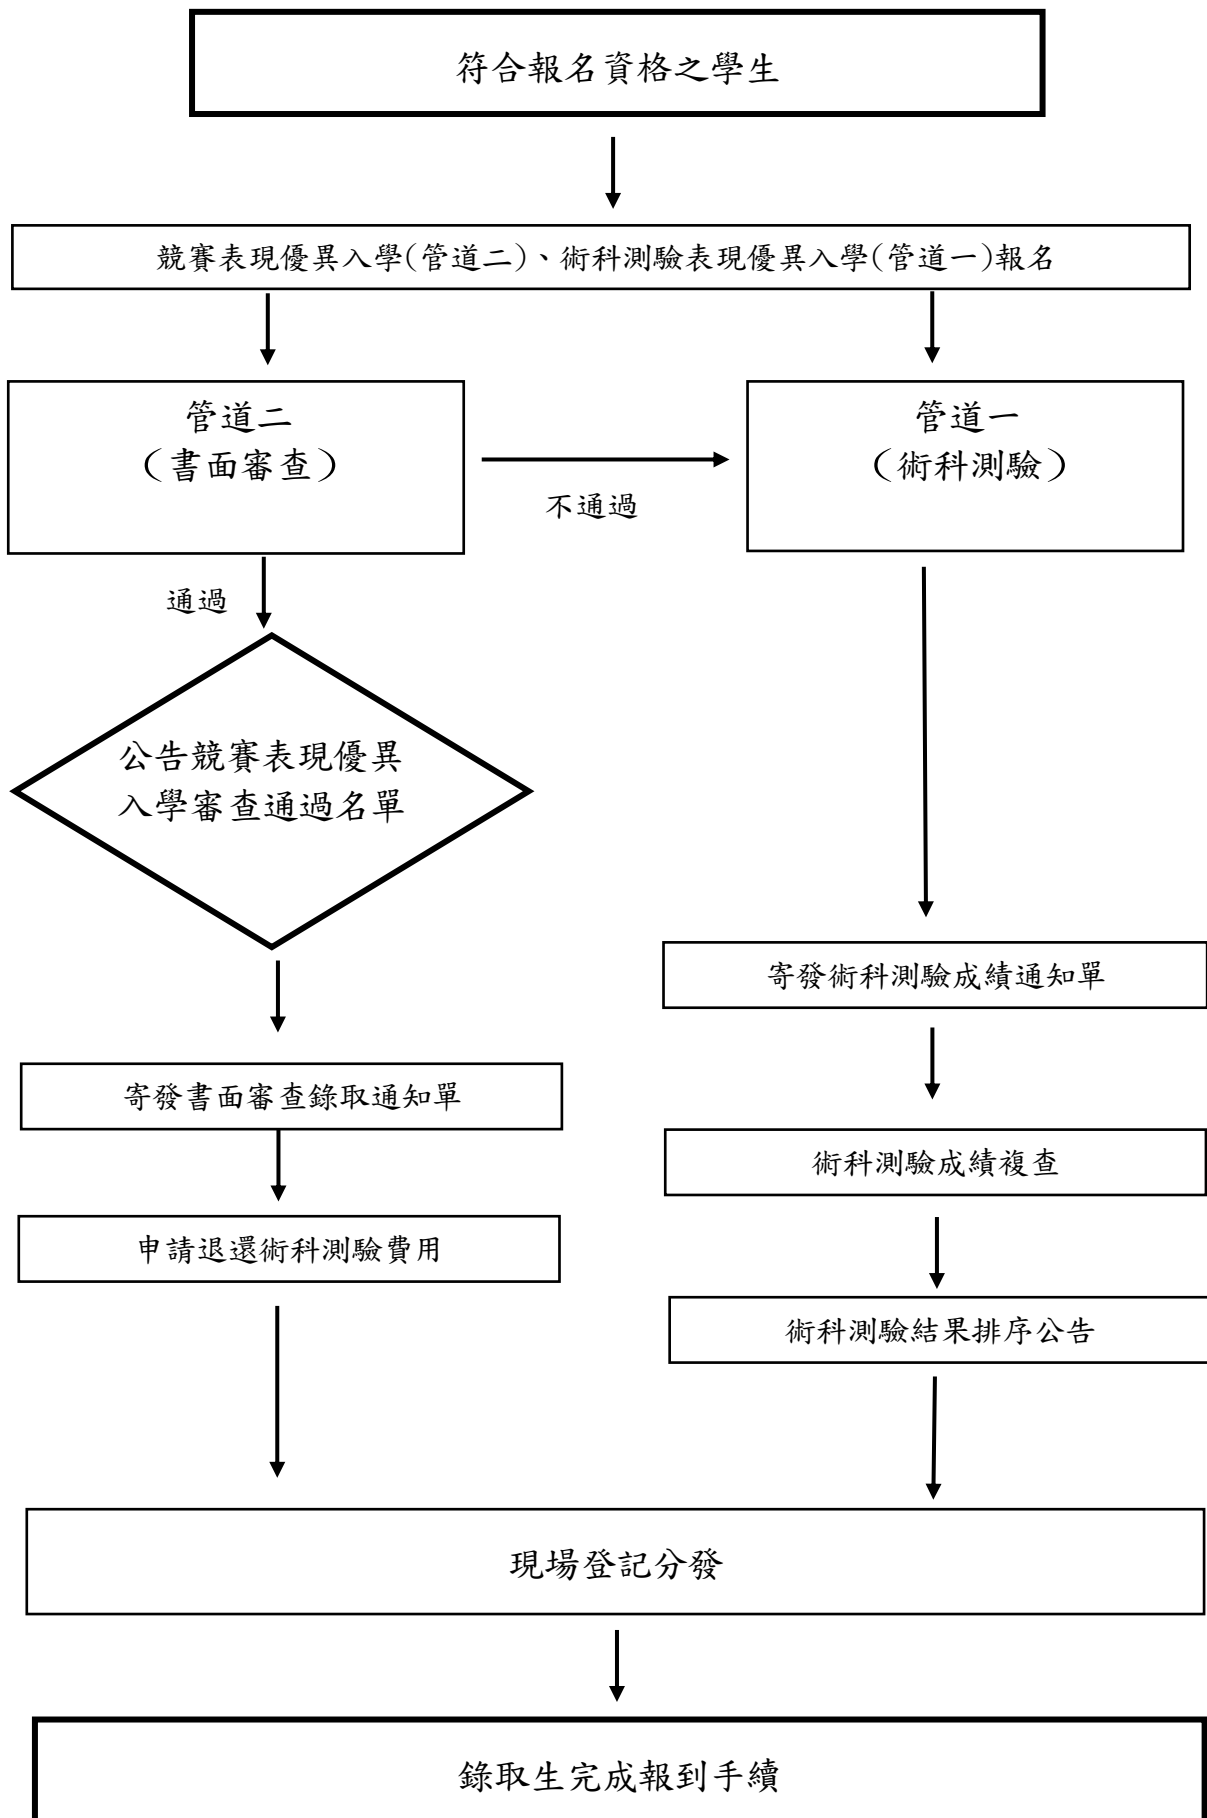 符合報名資格之學生
競賽表現優異入學(管道二)、術科測驗表現優異入學(管道一)報名
管道二
（書面審查）
不通過
管道一
（術科測驗）
通過
公告競賽表現優異
入學審查通過名單
寄發術科測驗成績通知單
寄發書面審查錄取通知單
術科測驗成績複查
申請退還術科測驗費用
術科測驗結果排序公告
現場登記分發
錄取生完成報到手續